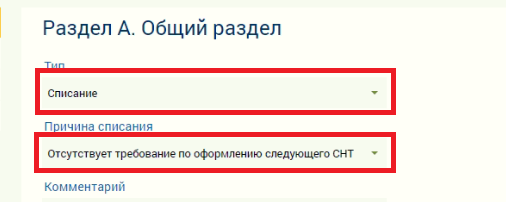 Раздел А. Общий раздел
Тип
Списание
Причина списания
Отсутствует требование по оформлению следующего СНТ
Комментарий